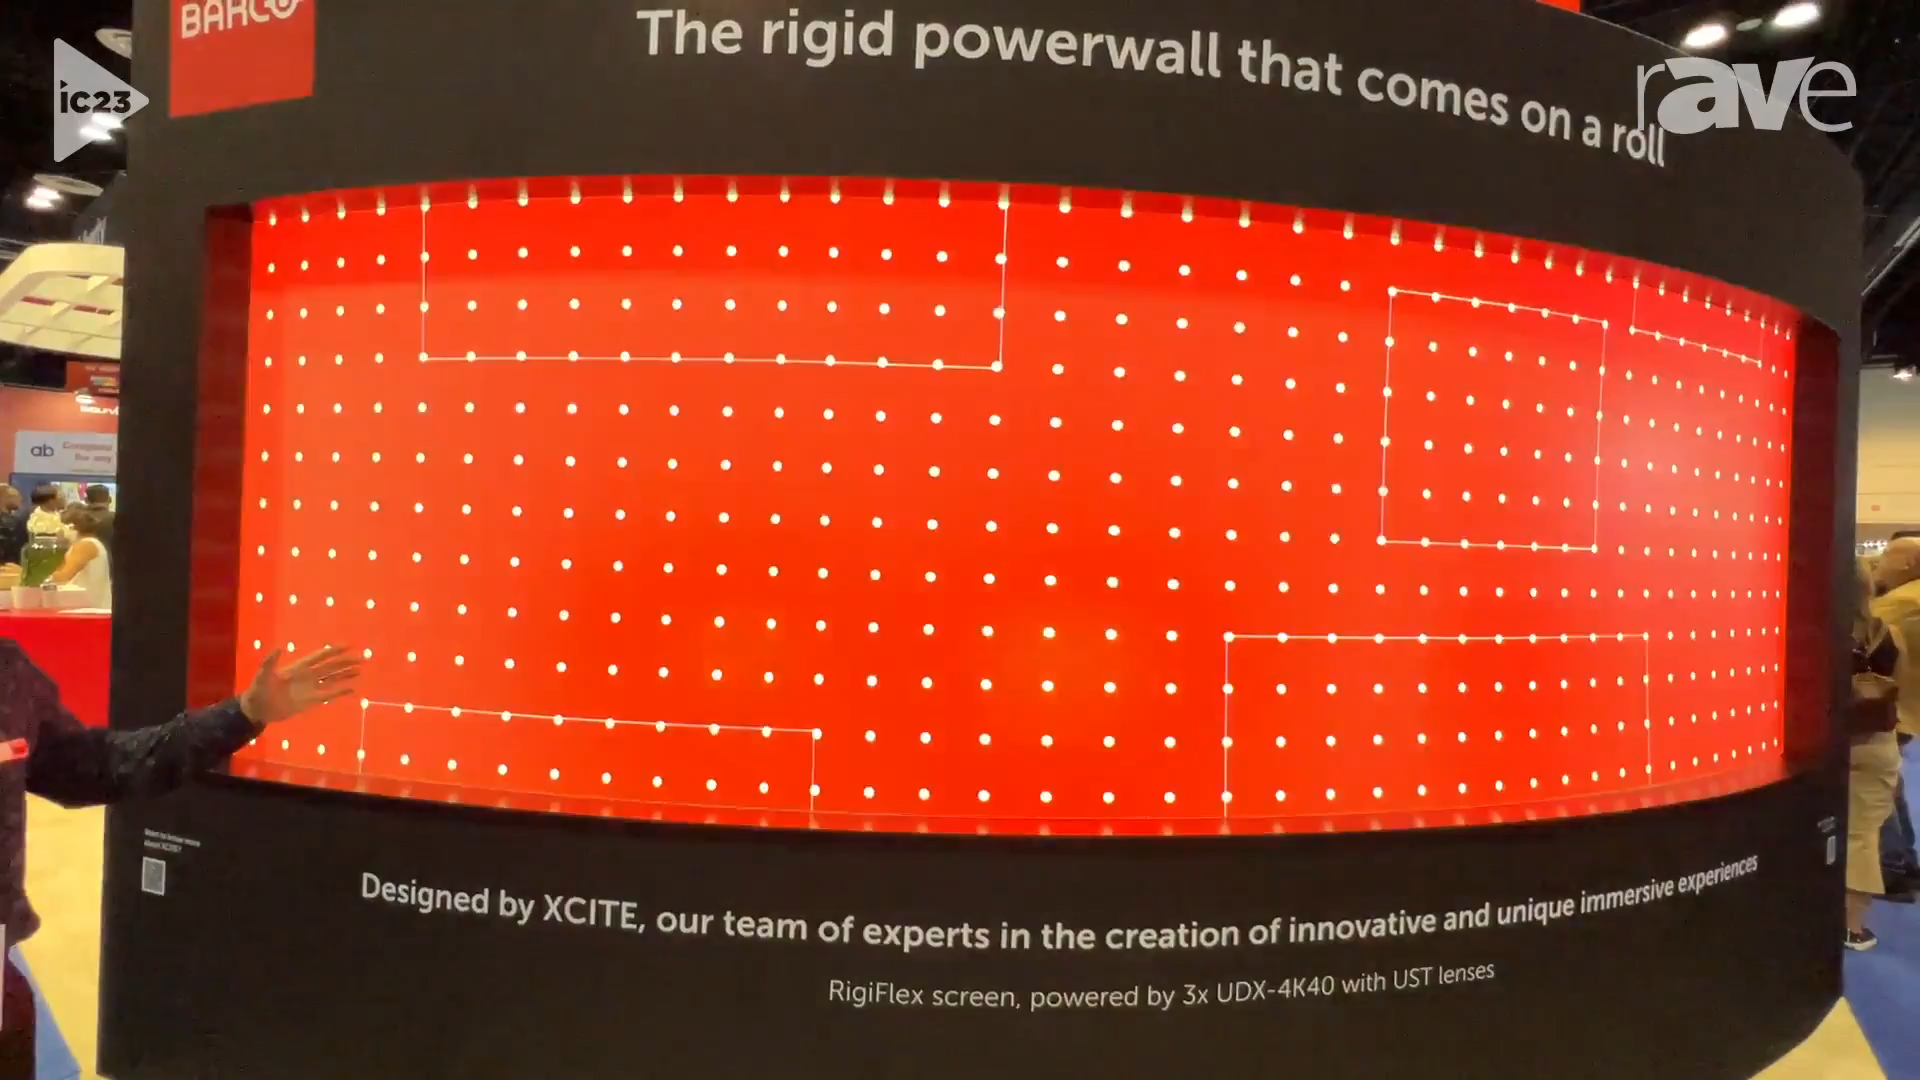 BARCO
The rigid powerwall that comes on a roll
iC23
rAVe
ab
Designed by XCITE, our team of experts in the creation of innovative and unique immersive experiences
RigiFlex screen, powered by 3x UDX-4K40 with UST lenses